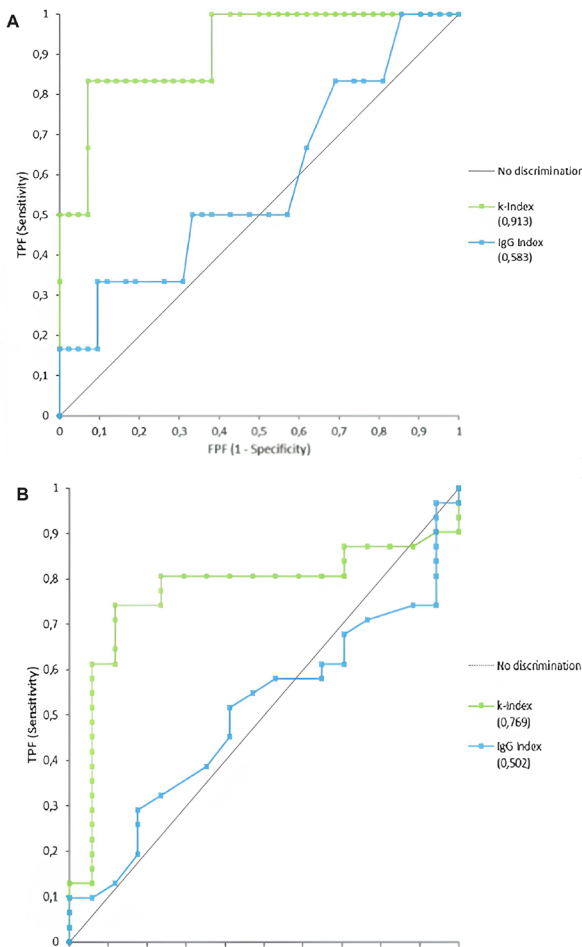 A
1
0,9
0,8
0,7
0,6
0,5
0,4
0,3
0,2
0,1
0
TPF (Sensitivity)
0 0,1 0,2 0,3 0,4 0,5 0,6 0,7 0,8 0,9 1
FPF (1 - Specificity)
No discrimination
k-Index
(0,913)
IgG Index
(0,583)
B
1
0,9
0,8
0,7
0,6
0,5
0,4
0,3
0,2
0,1
0
TPF (Sensitivity)
No discrimination
k-Index
(0,769)
IgG Index
(0,502)